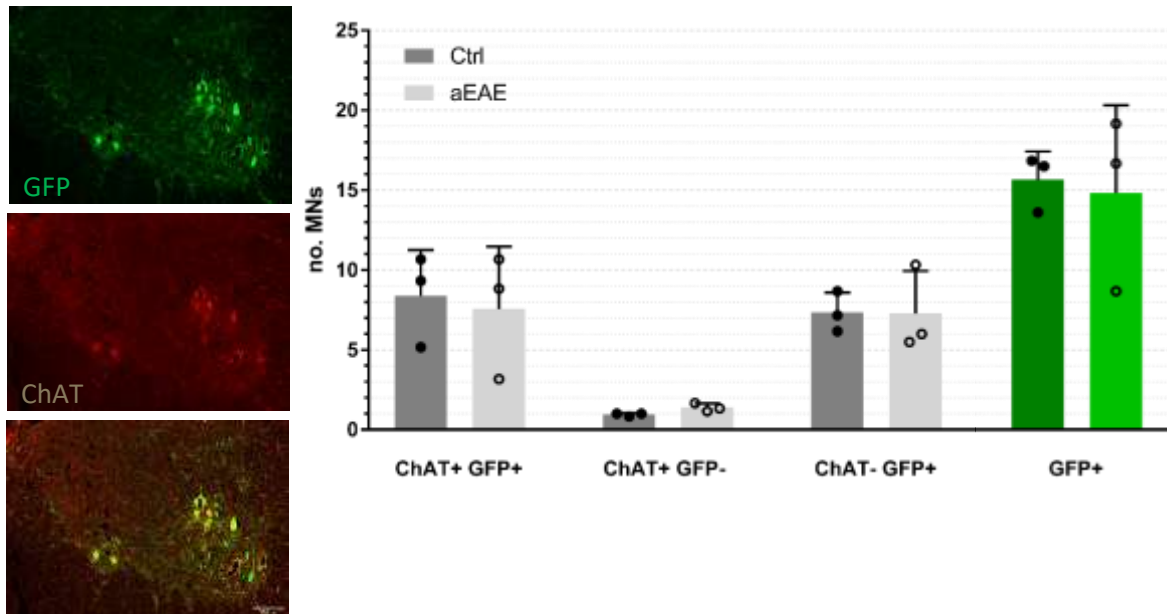 GFP
ChAT
25
20
15
10
5
0
no. MNs
Ctrl
aEAE
ChAT+ GFP+
ChAT+ GFP-
ChAT- GFP+
GFP+